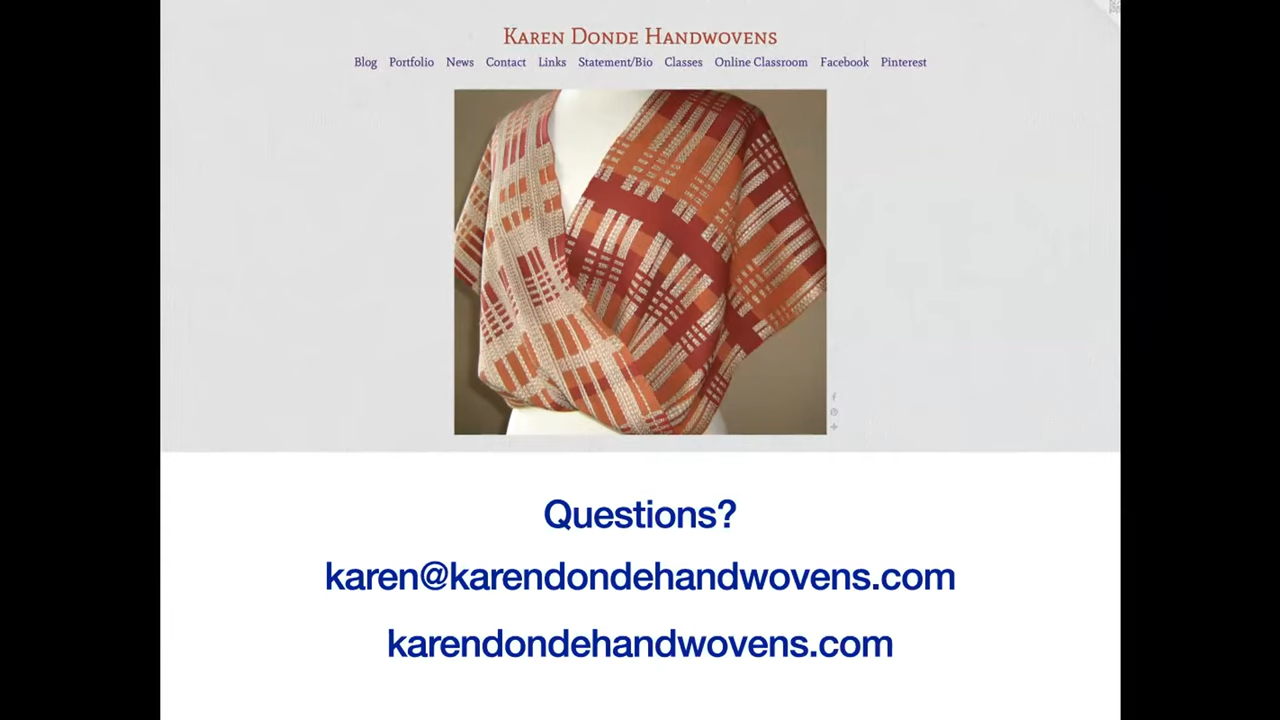 Karen Donde Handwovens
Blog Portfolio News Contact Links Statement/Bio Classes Online Classroom Facebook Pinterest
Questions?
karen@karendondehandwovens.com
karendondehandwovens.com